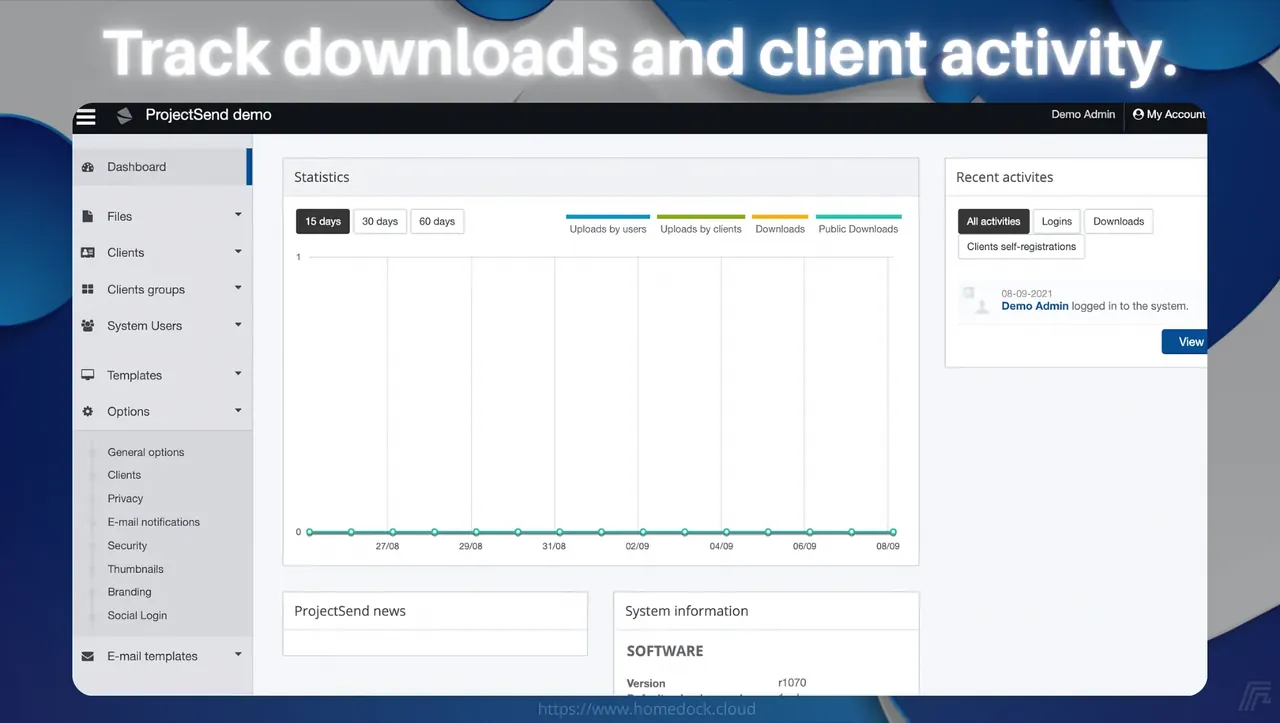 Track downloads and client activity.
ProjectSend demo
Demo Admin
My Account
Dashboard
Files
Clients
Clients groups
System Users
Templates
Options
General options
Clients
Privacy
E-mail notifications
Security
Thumbnails
Branding
Social Login
E-mail templates
Statistics
15 days 30 days 60 days
Uploads by users Uploads by clients Downloads Public Downloads
1
0
27/08 29/08 31/08 02/09 04/09 06/09 08/09
Recent activites
All activities Logins Downloads
Clients self-registrations
08-09-2021
Demo Admin logged in to the system.
View
ProjectSend news
System information
SOFTWARE
Version r1070
https://www.homedock.cloud